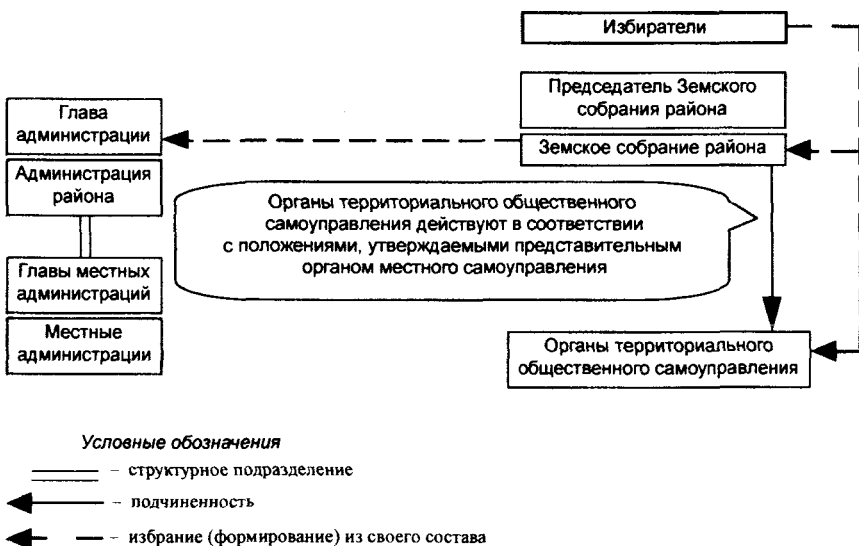 Избиратели
Председатель Земского
собрания района
Земское собрание района
Глава
администрации
Администрация
района
Органы территориального общественного
самоуправления действуют в соответствии
с положениями, утверждаемыми представительным
органом местного самоуправления
Главы местных
администраций
Местные
администрации
Органы территориального
общественного самоуправления
Условные обозначения
– структурное подразделение
– подчиненность
– избрание (формирование) из своего состава